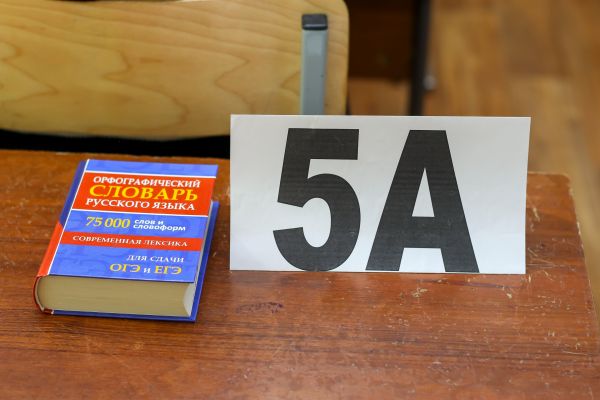 ОРФОГРАФИЧЕСКИЙ
СЛОВАРЬ
РУССКОГО ЯЗЫКА
75 000 слов и словоформ
СОВРЕМЕННАЯ ЛЕКСИКА
ДЛЯ СДАЧИ
ОГЭ и ЕГЭ
5А